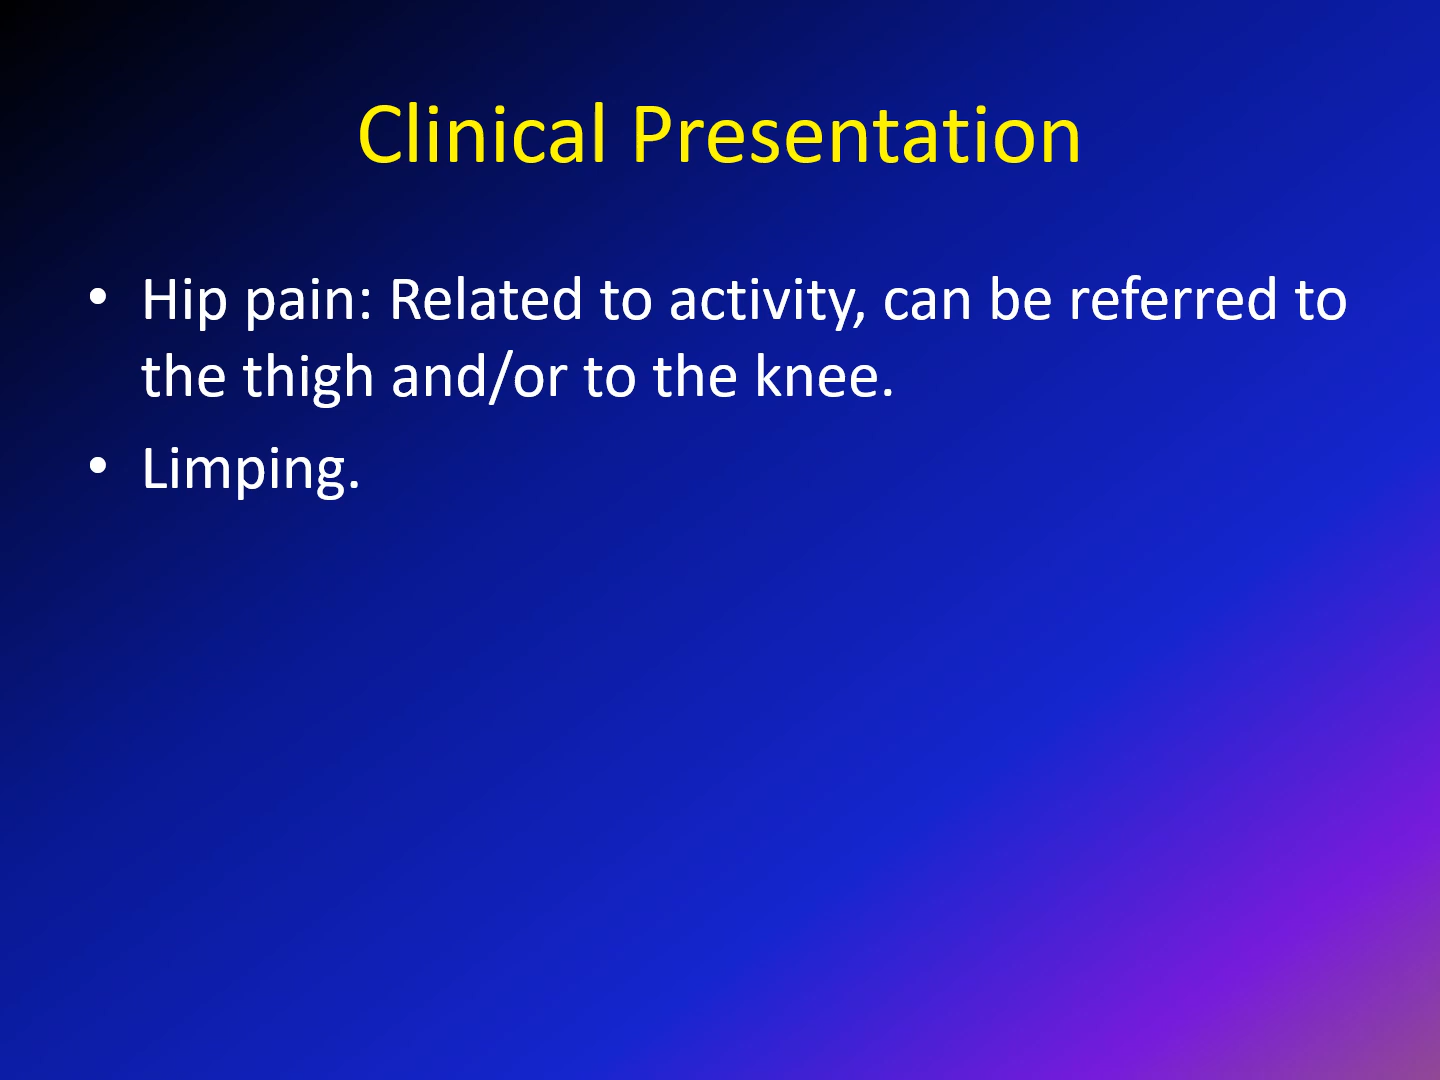 Clinical Presentation
• Hip pain: Related to activity, can be referred to
the thigh and/or to the knee.
• Limping.